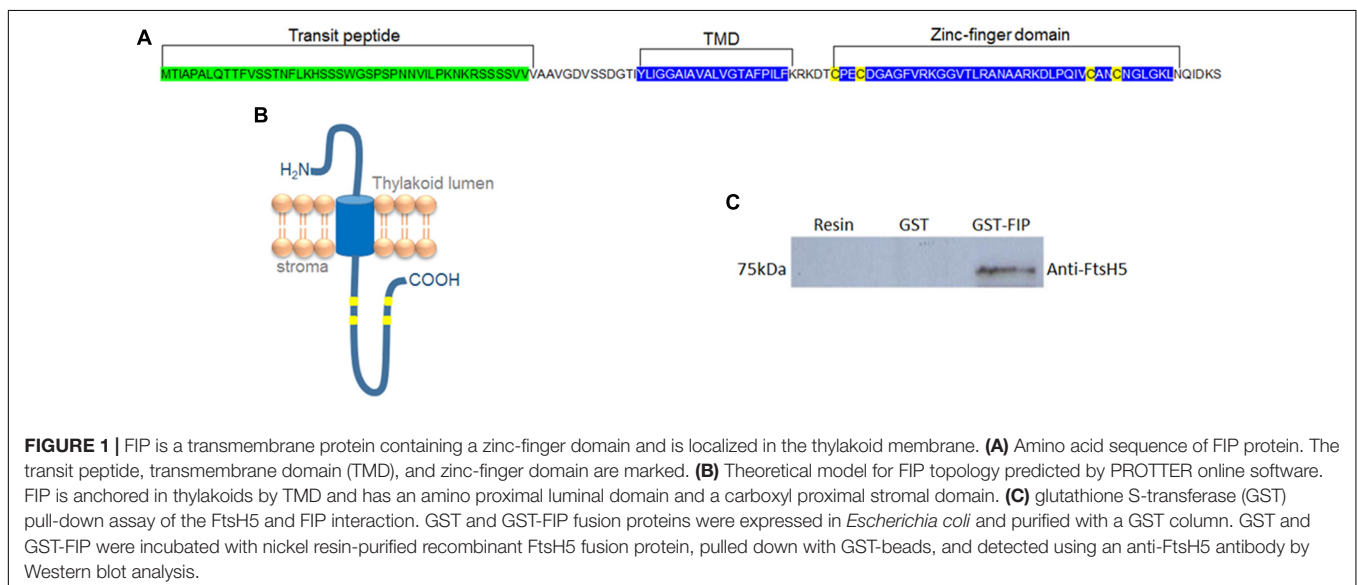 A
Transit peptide
TMD
Zinc-finger domain
MTIAPALQTTFVSSTNFLKHSSSWGSPSPNNVILPKNKRSSSSVVVAAVGDVSSDGTIYLIGGAIAVALVGTAFPILFKRKDTCPECDGAGFVRKGGVTLRANAARKDLPQIVCANCNGLGKLNQIDKS
B
H2N
Thylakoid lumen
stroma
COOH
C
Resin GST GST-FIP
75kDa
Anti-FtsH5
FIGURE 1 | FIP is a transmembrane protein containing a zinc-finger domain and is localized in the thylakoid membrane. (A) Amino acid sequence of FIP protein. The
transit peptide, transmembrane domain (TMD), and zinc-finger domain are marked. (B) Theoretical model for FIP topology predicted by PROTTER online software.
FIP is anchored in thylakoids by TMD and has an amino proximal luminal domain and a carboxyl proximal stromal domain. (C) glutathione S-transferase (GST)
pull-down assay of the FtsH5 and FIP interaction. GST and GST-FIP fusion proteins were expressed in Escherichia coli and purified with a GST column. GST and
GST-FIP were incubated with nickel resin-purified recombinant FtsH5 fusion protein, pulled down with GST-beads, and detected using an anti-FtsH5 antibody by
Western blot analysis.